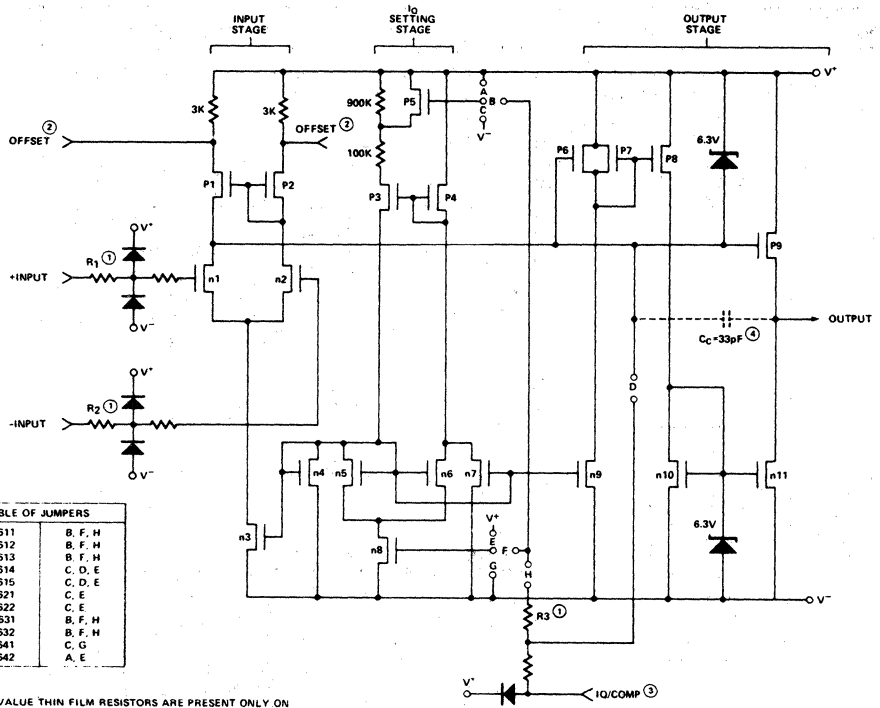 INPUT
STAGE
IQ
SETTING
STAGE
OUTPUT
STAGE
V+
3K
3K
900K
P5
A
B
C
V−
6.3V
OFFSET ②
OFFSET ②
100K
P6
P7
P8
P1
P2
P3
P4
P9
V+
R1 ①
+INPUT
n1
n2
V−
OUTPUT
CC=33pF ④
V+
D
R2 ①
-INPUT
V−
n4
n5
n6
n7
n9
n10
n11
n3
n8
V+
E
F
G
H
6.3V
V−
R3 ①
V+
IQ/COMP ③
BLE OF JUMPERS
611 B, F, H
612 B, F, H
613 B, F, H
614 C, D, E
615 C, D, E
621 C, E
622 C, E
631 B, F, H
632 B, F, H
641 C, G
642 A, E
VALUE THIN FILM RESISTORS ARE PRESENT ONLY ON